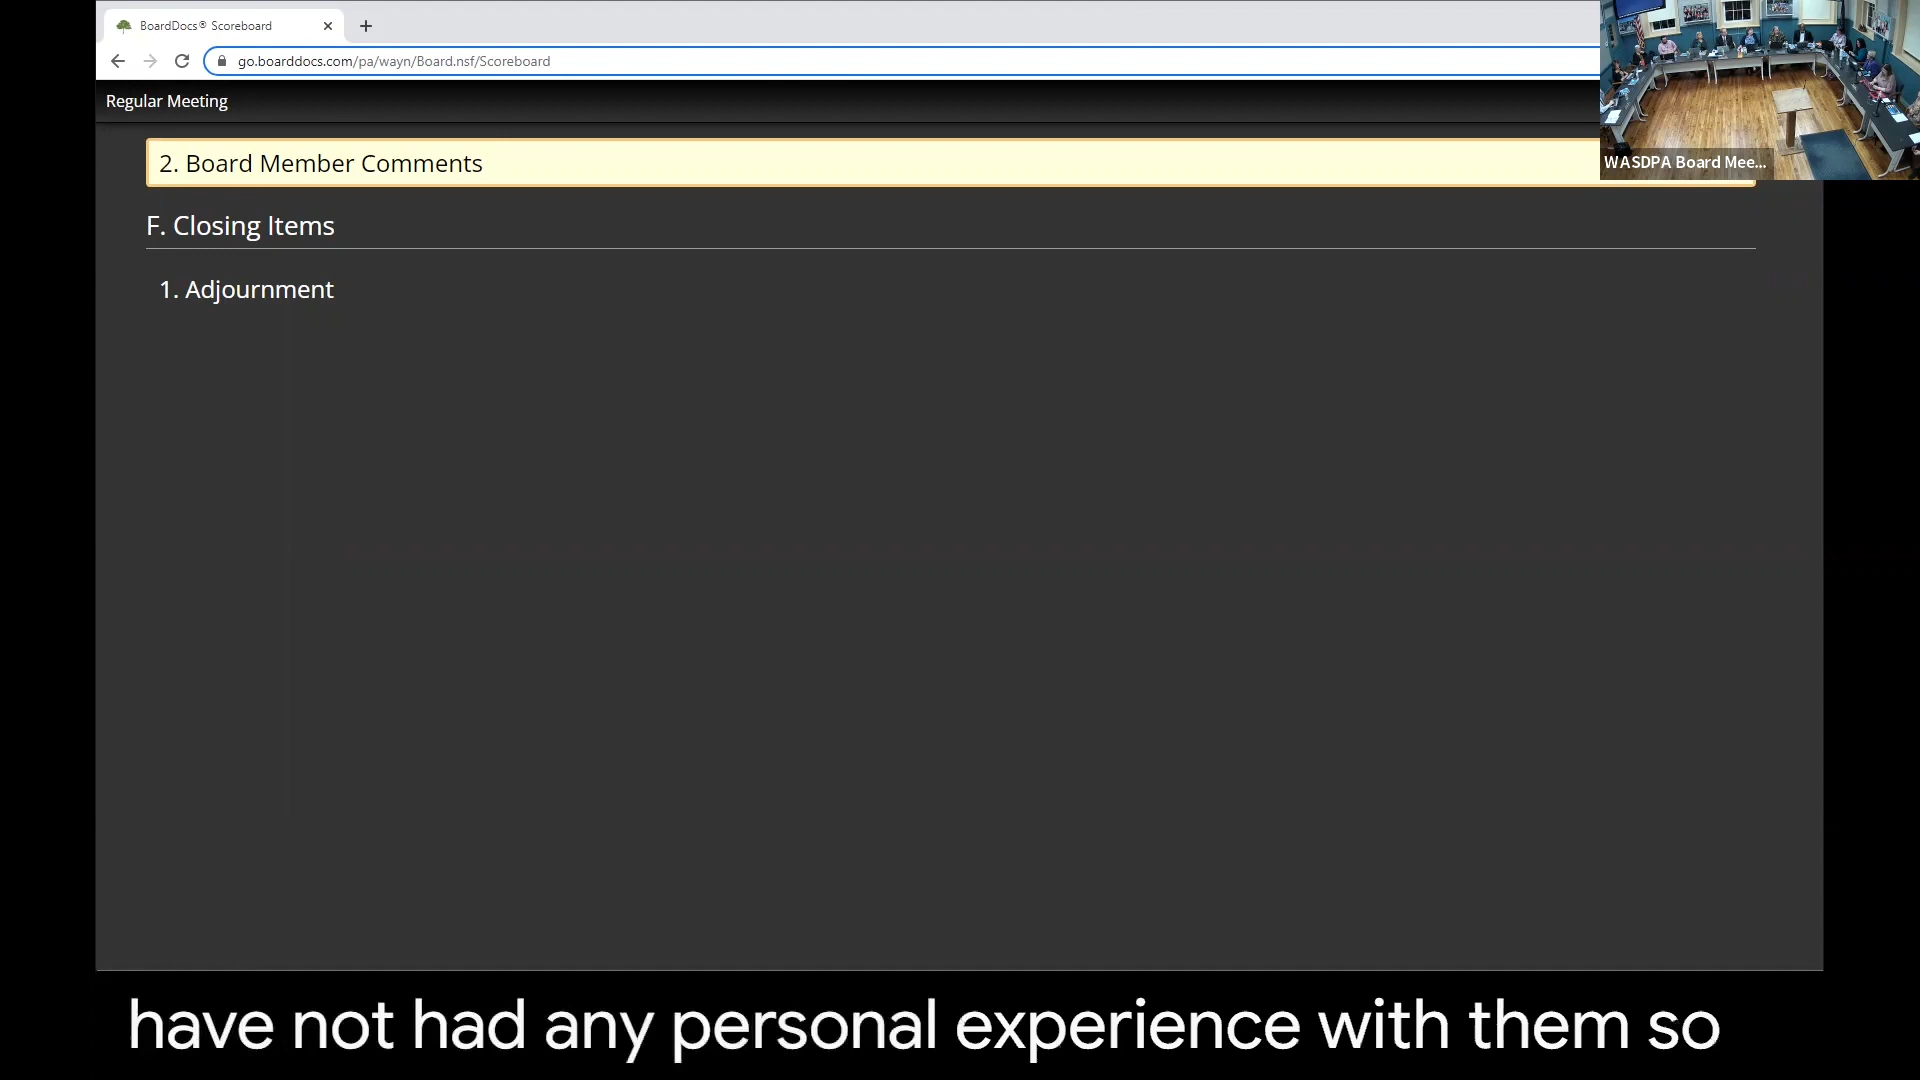 BoardDocs® Scoreboard
go.boarddocs.com/pa/wayn/Board.nsf/Scoreboard
Regular Meeting
WASDPA Board Mee...
2. Board Member Comments
F. Closing Items
1. Adjournment
have not had any personal experience with them so